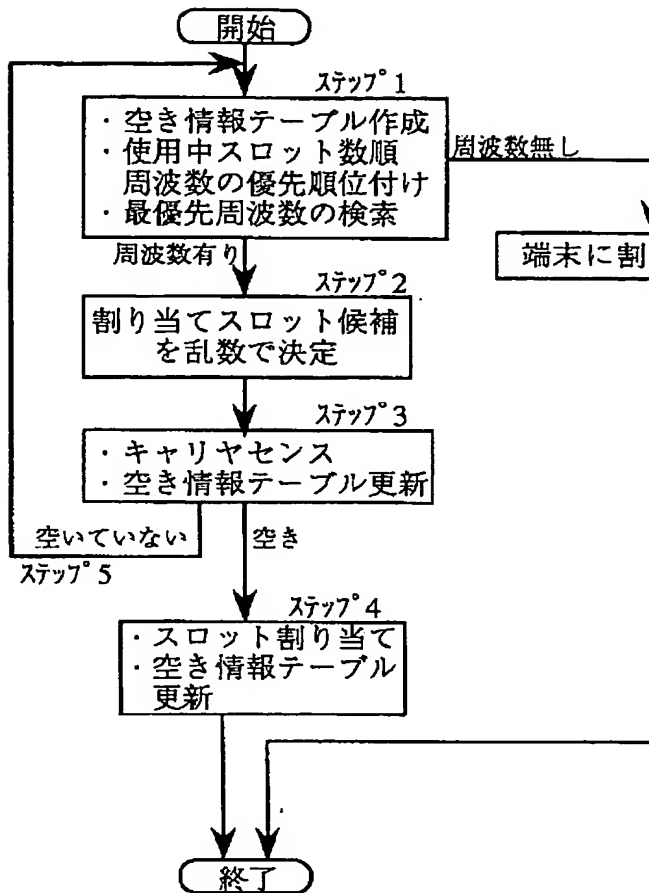 開始
ステップ1
・空き情報テーブル作成
・使用中スロット数順
周波数の優先順位付け
・最優先周波数の検索
周波数無し
端末に割
周波数有り
ステップ2
割り当てスロット候補
を乱数で決定
ステップ3
・キャリヤセンス
・空き情報テーブル更新
空いていない
空き
ステップ5
ステップ4
・スロット割り当て
・空き情報テーブル
更新
終了